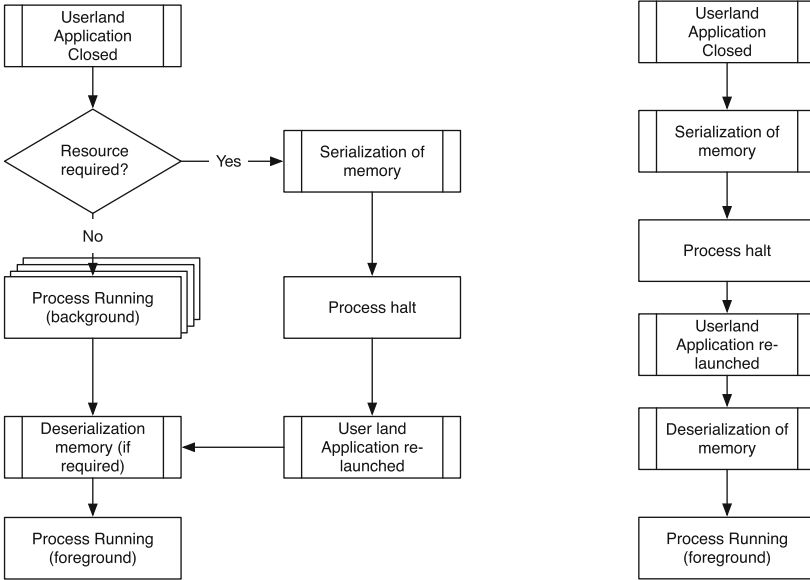 Userland
Application
Closed
Resource
required?
Yes
Serialization of
memory
No
Process Running
(background)
Process halt
Deserialization
memory (if
required)
User land
Application re-
launched
Process Running
(foreground)
Userland
Application
Closed
Serialization of
memory
Process halt
Userland
Application re-
launched
Deserialization of
memory
Process Running
(foreground)